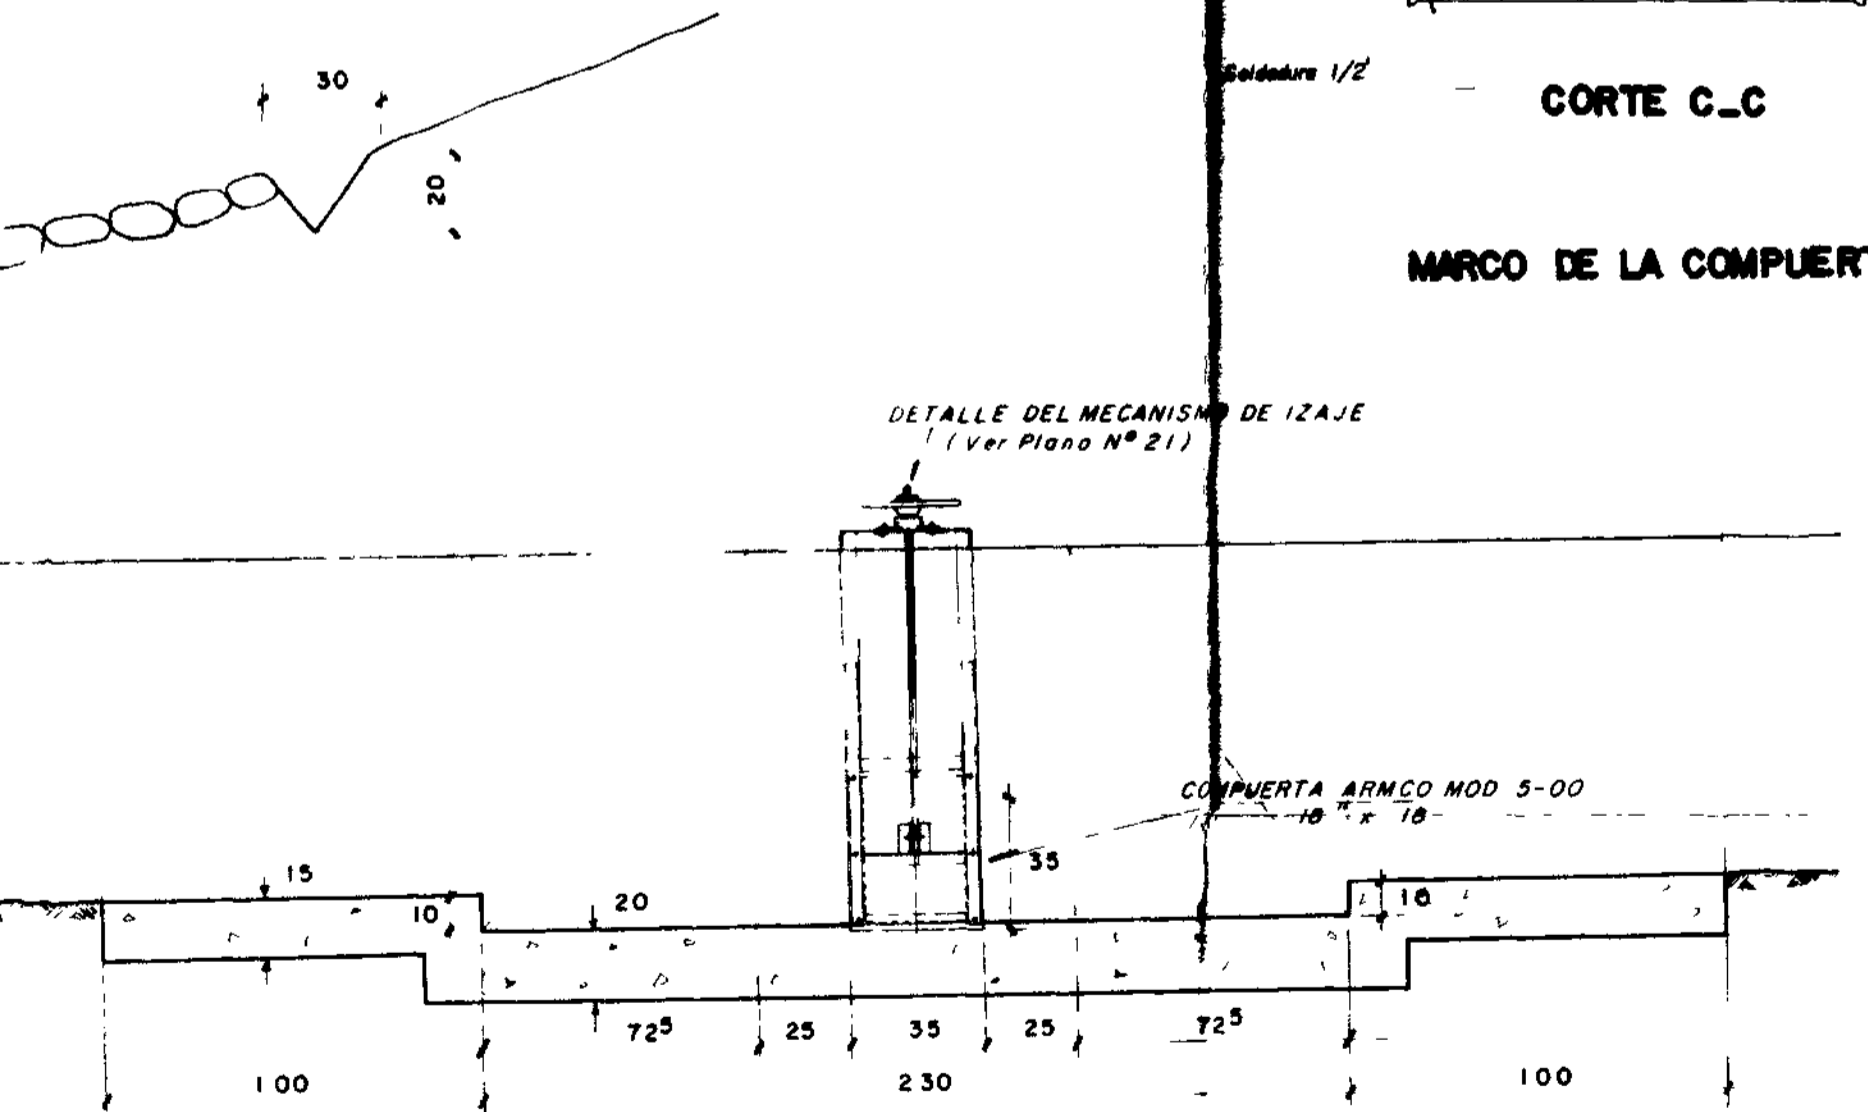 30
Soldadura 1/2'
CORTE C_C
20
MARCO DE LA COMPUERT
DETALLE DEL MECANISMO DE IZAJE
(Ver Plano Nº 21)
COMPUERTA ARMCO MOD 5-00
18" x 18
35
15
10
20
10
72⁵
25
35
25
72⁵
100
230
100